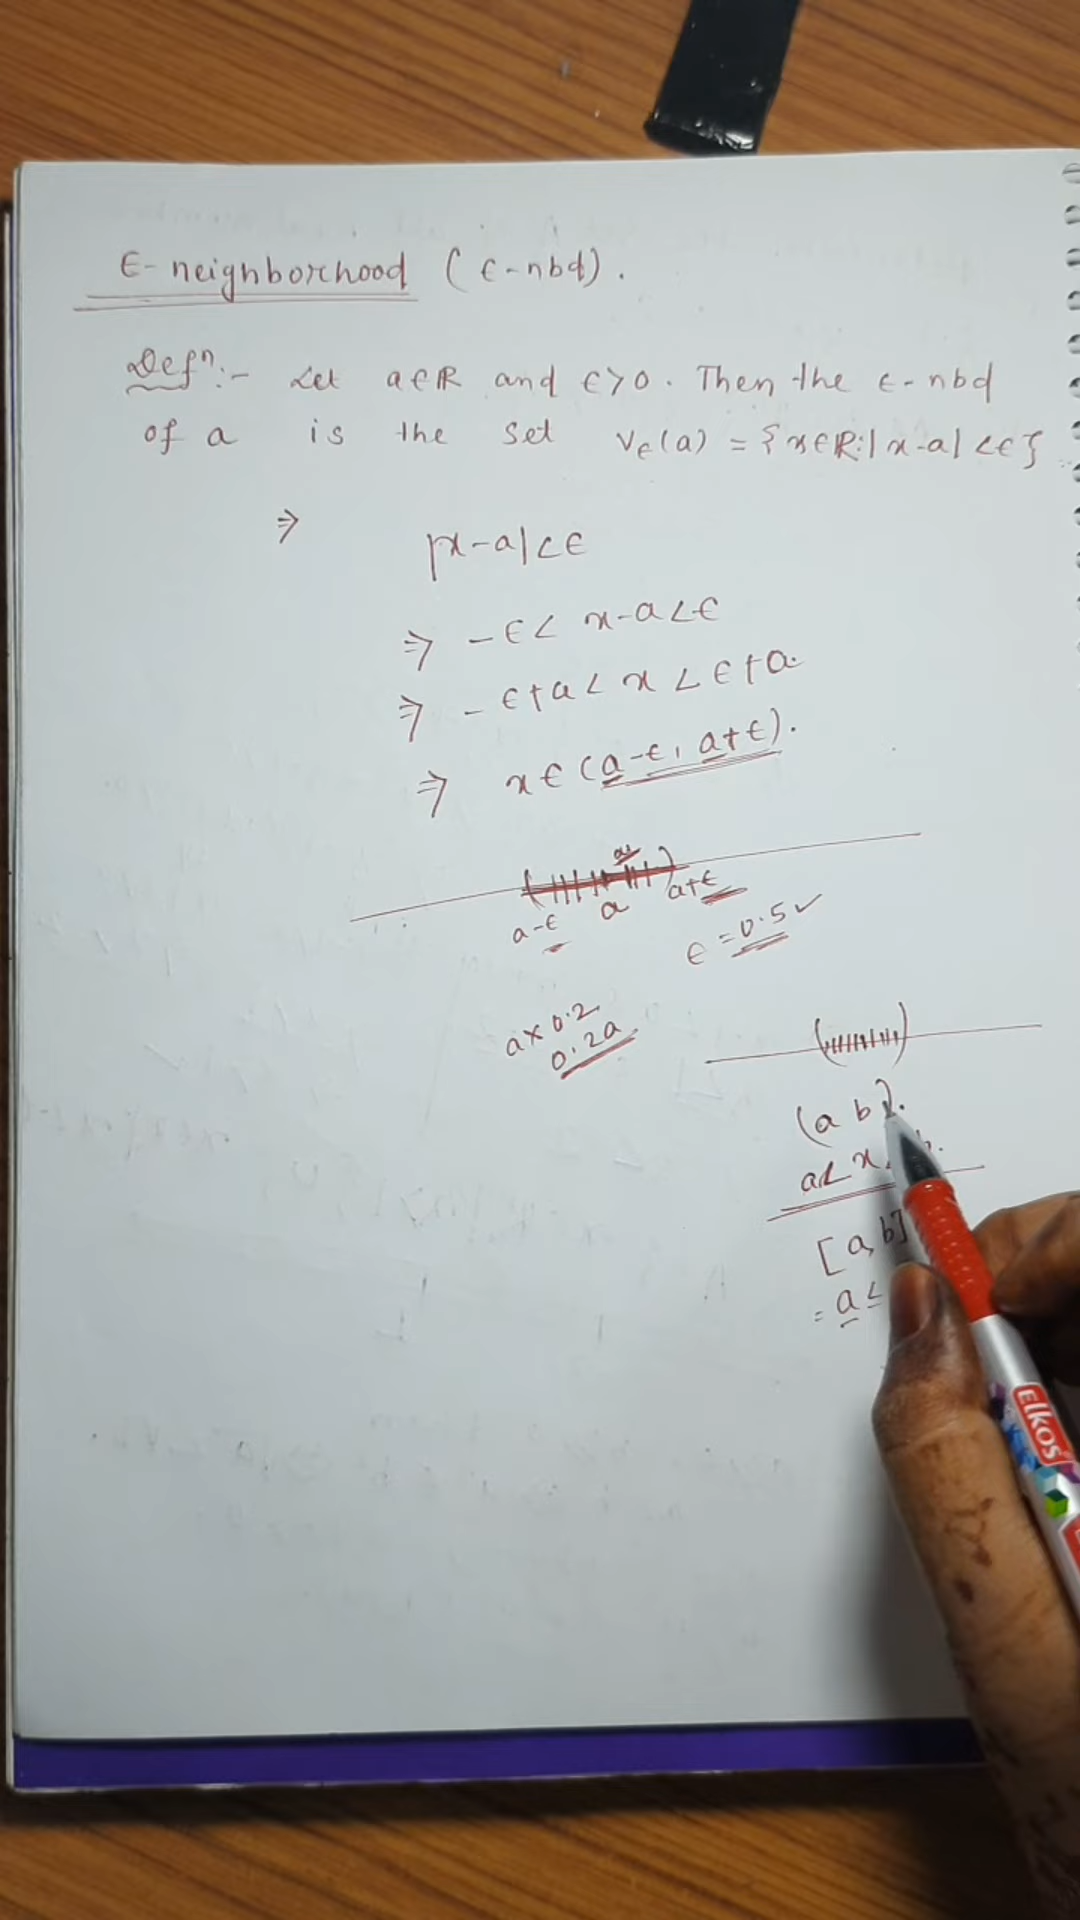 ε- neighborhood (ε-nbd).
Defⁿ:- Let a∈ℝ and ε>0. Then the ε-nbd
of a is the set Vε(a) = {x∈ℝ:|x-a|<ε}
⇒ |x-a|<ε
⇒ -ε< x-a<ε
⇒ -ε+a< x <ε+a.
⇒ x∈(a-ε, a+ε).
a-ε a a+ε
ε = 0.5 ✓
a×0.2
0.2a
(a b).
a< x b.
[a,b]
= a ≤
Elkos